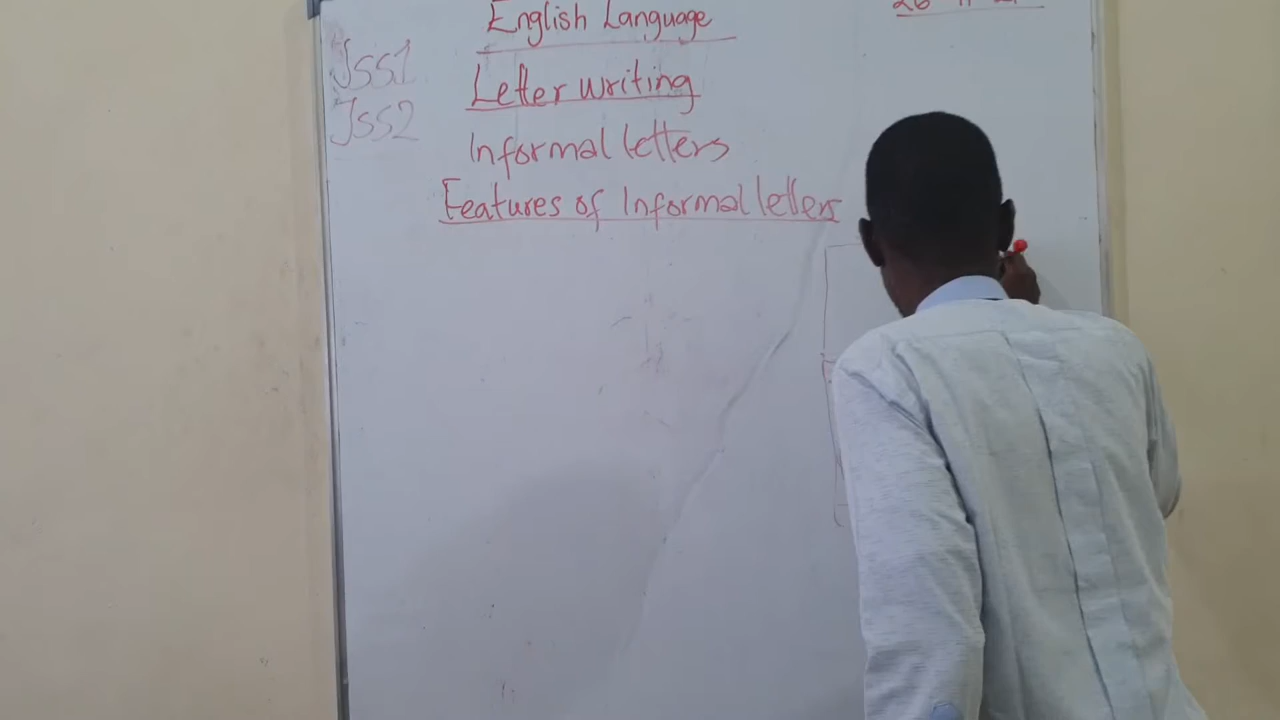 English Language
Jss1
Letter writing
Jss2
Informal letters
Features of Informal letters